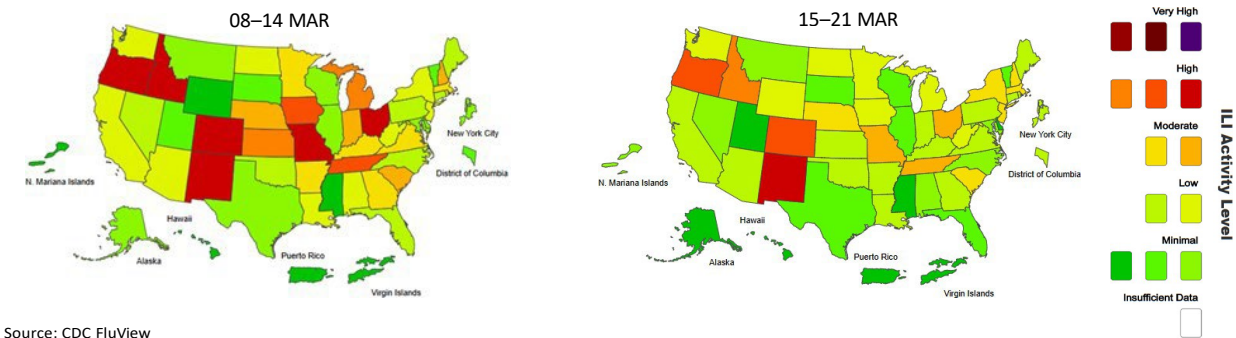 08–14 MAR
New York City
District of Columbia
N. Mariana Islands
Hawaii
Alaska
Puerto Rico
Virgin Islands
15–21 MAR
New York City
District of Columbia
N. Mariana Islands
Hawaii
Alaska
Puerto Rico
Virgin Islands
Very High
High
Moderate
Low
Minimal
Insufficient Data
ILI Activity Level
Source: CDC FluView